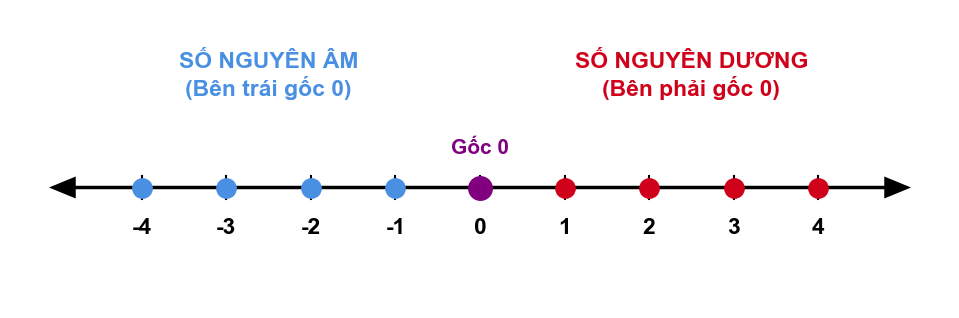 SỐ NGUYÊN ÂM
(Bên trái gốc 0)
SỐ NGUYÊN DƯƠNG
(Bên phải gốc 0)
Gốc 0
-4 -3 -2 -1 0 1 2 3 4